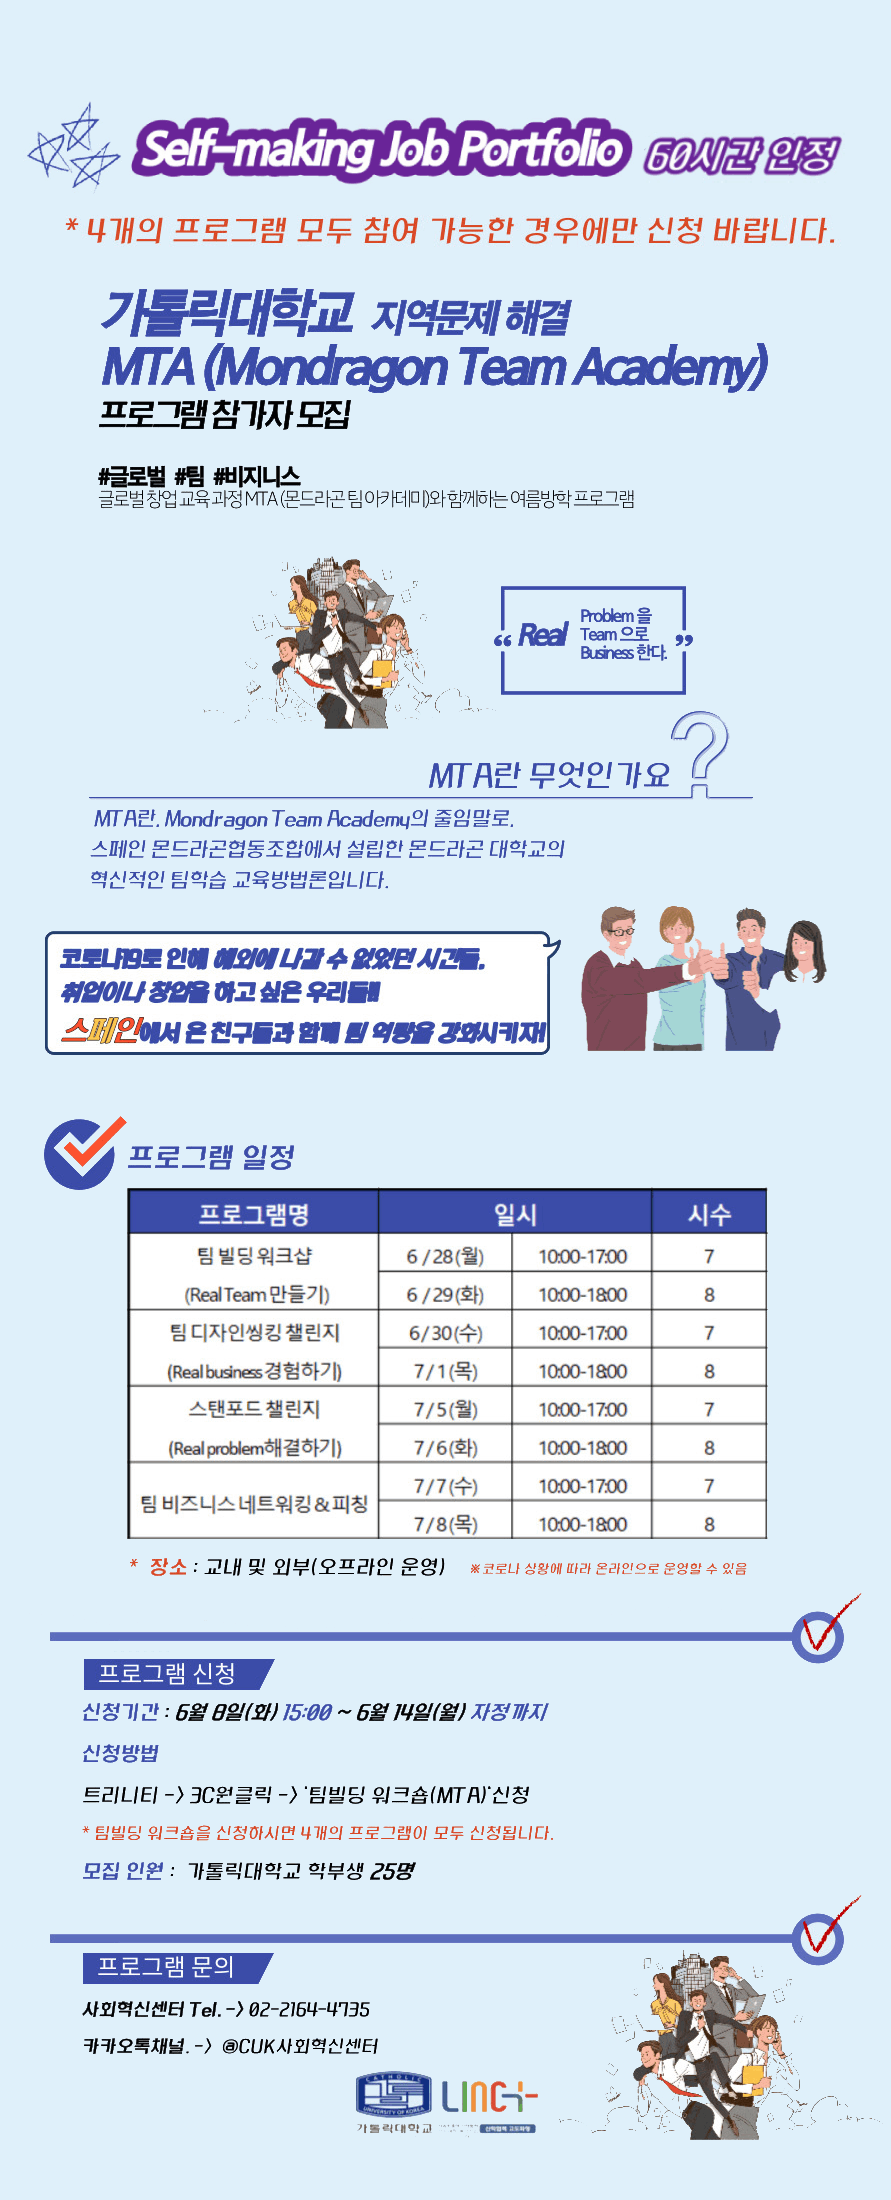 Self-making Job Portfolio 60시간 인정
* 4개의 프로그램 모두 참여 가능한 경우에만 신청 바랍니다.
가톨릭대학교 지역문제 해결
MTA (Mondragon Team Academy)
프로그램 참가자 모집
#글로벌 #팀 #비지니스
글로벌 창업 교육 과정 MTA (몬드라곤 팀 아카데미)와 함께하는 여름방학 프로그램
“ Real Problem 을
Team 으로
Business 한다. ”
MTA란 무엇인가요?
MTA란, Mondragon Team Academy의 줄임말로,
스페인 몬드라곤협동조합에서 설립한 몬드라곤 대학교의
혁신적인 팀학습 교육방법론입니다.
코로나19로 인해 해외에 나갈 수 없었던 시간들,
취업이나 창업을 하고 싶은 우리들!!
스페인에서 온 친구들과 함께 팀 역량을 강화시키자!
프로그램 일정
프로그램명 일시 시수
팀 빌딩 워크샵 6 / 28 (월) 10:00-17:00 7
(Real Team 만들기) 6 / 29 (화) 10:00-18:00 8
팀 디자인씽킹 챌린지 6/ 30 (수) 10:00-17:00 7
(Real business 경험하기) 7 / 1 (목) 10:00-18:00 8
스탠포드 챌린지 7 / 5 (월) 10:00-17:00 7
(Real problem 해결하기) 7 / 6 (화) 10:00-18:00 8
팀 비즈니스 네트워킹 & 피칭 7 / 7 (수) 10:00-17:00 7
7 / 8 (목) 10:00-18:00 8
* 장소 : 교내 및 외부(오프라인 운영) ※ 코로나 상황에 따라 온라인으로 운영할 수 있음
프로그램 신청
신청기간 : 6월 8일(화) 15:00 ~ 6월 14일(월) 자정까지
신청방법
트리니티 -> 3C원클릭 -> '팀빌딩 워크숍(MTA)'신청
* 팀빌딩 워크숍을 신청하시면 4개의 프로그램이 모두 신청됩니다.
모집 인원 : 가톨릭대학교 학부생 25명
프로그램 문의
사회혁신센터 Tel. -> 02-2164-4735
카카오톡채널. -> @CUK사회혁신센터
CATHOLIC
UNIVERSITY OF KOREA
가톨릭대학교
LINC+
산학협력 고도화형